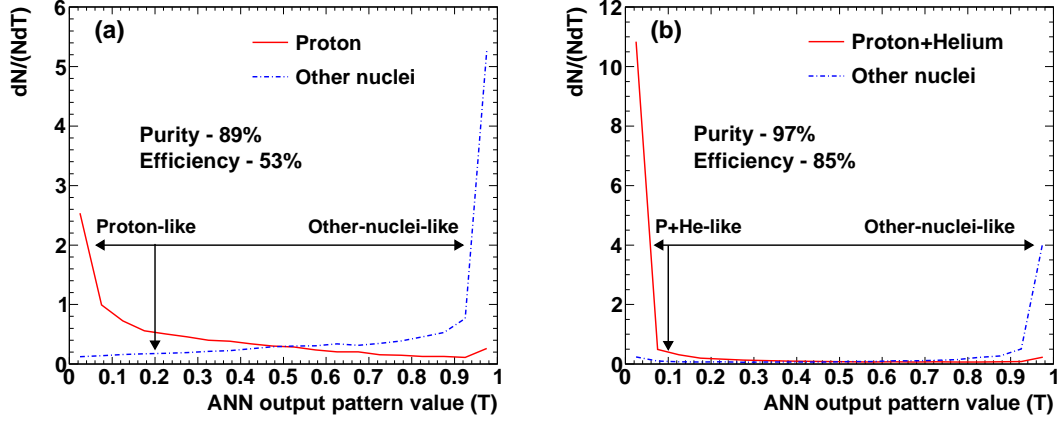 (a)
Proton
Other nuclei
Purity - 89%
Efficiency - 53%
Proton-like
Other-nuclei-like
dN/(NdT)
6
5
4
3
2
1
0
0 0.1 0.2 0.3 0.4 0.5 0.6 0.7 0.8 0.9 1
ANN output pattern value (T)
(b)
Proton+Helium
Other nuclei
Purity - 97%
Efficiency - 85%
P+He-like
Other-nuclei-like
dN/(NdT)
12
10
8
6
4
2
0
0 0.1 0.2 0.3 0.4 0.5 0.6 0.7 0.8 0.9 1
ANN output pattern value (T)